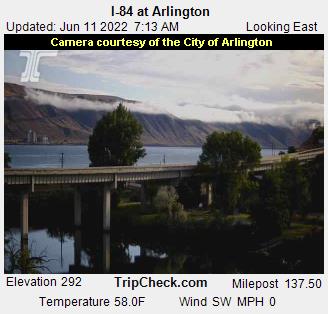 I-84 at Arlington
Updated: Jun 11 2022 7:13 AM Looking East
Camera courtesy of the City of Arlington
Elevation 292 TripCheck.com Milepost 137.50
Temperature 58.0F Wind SW MPH 0